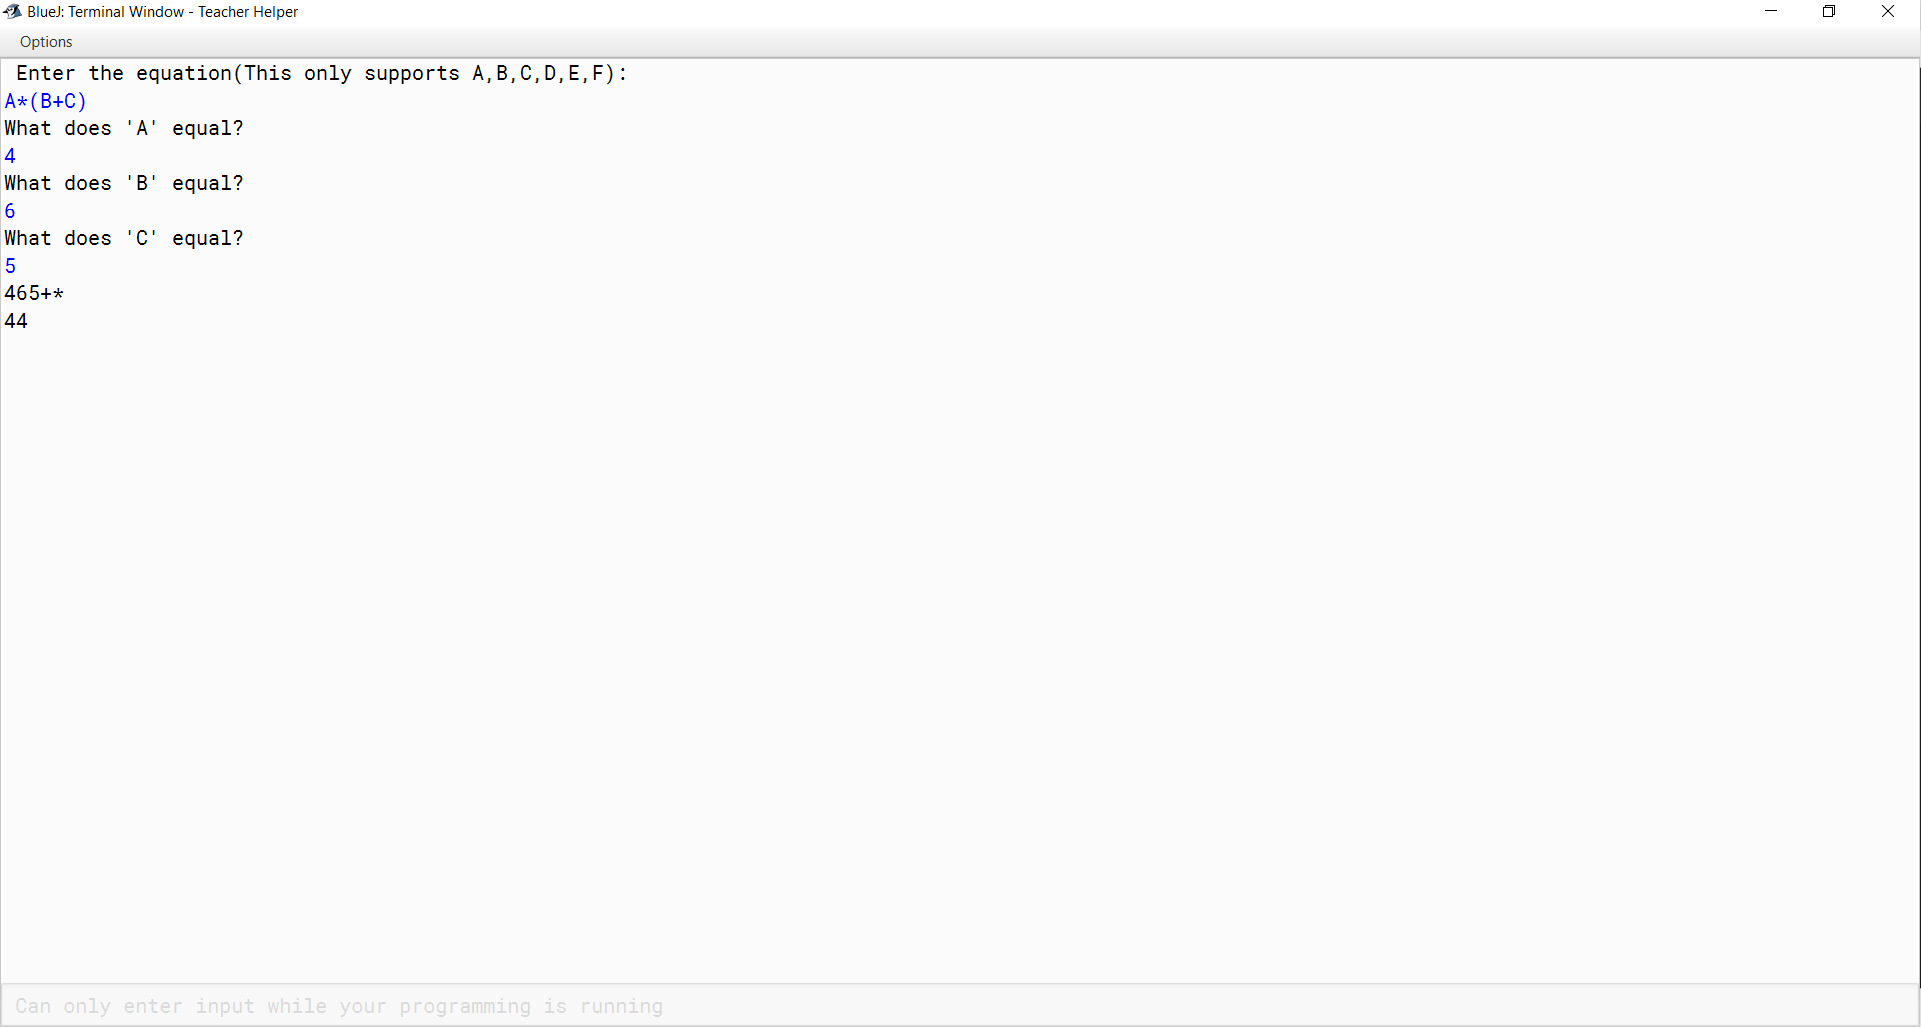 BlueJ: Terminal Window - Teacher Helper
Options
Enter the equation(This only supports A,B,C,D,E,F):
A*(B+C)
What does 'A' equal?
4
What does 'B' equal?
6
What does 'C' equal?
5
465+*
44
Can only enter input while your programming is running